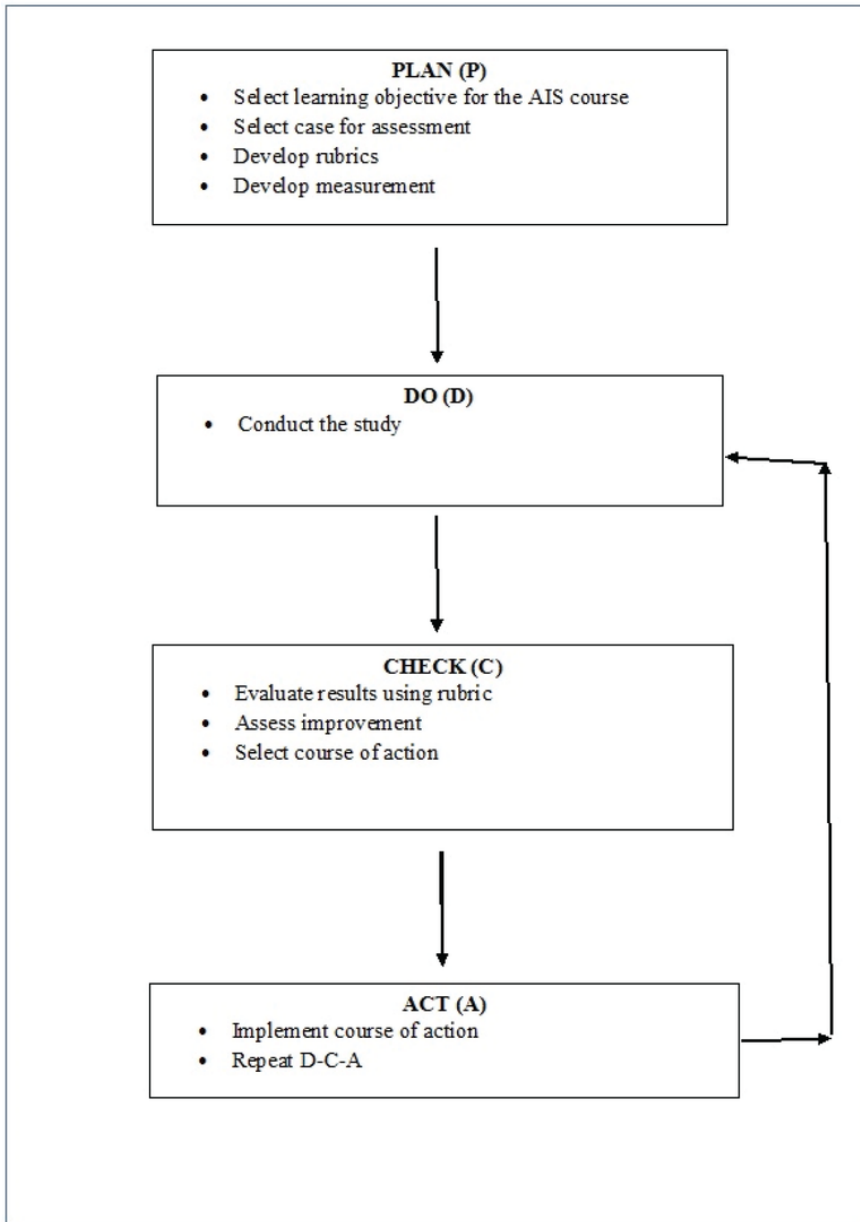 PLAN (P)
• Select learning objective for the AIS course
• Select case for assessment
• Develop rubrics
• Develop measurement
DO (D)
• Conduct the study
CHECK (C)
• Evaluate results using rubric
• Assess improvement
• Select course of action
ACT (A)
• Implement course of action
• Repeat D-C-A